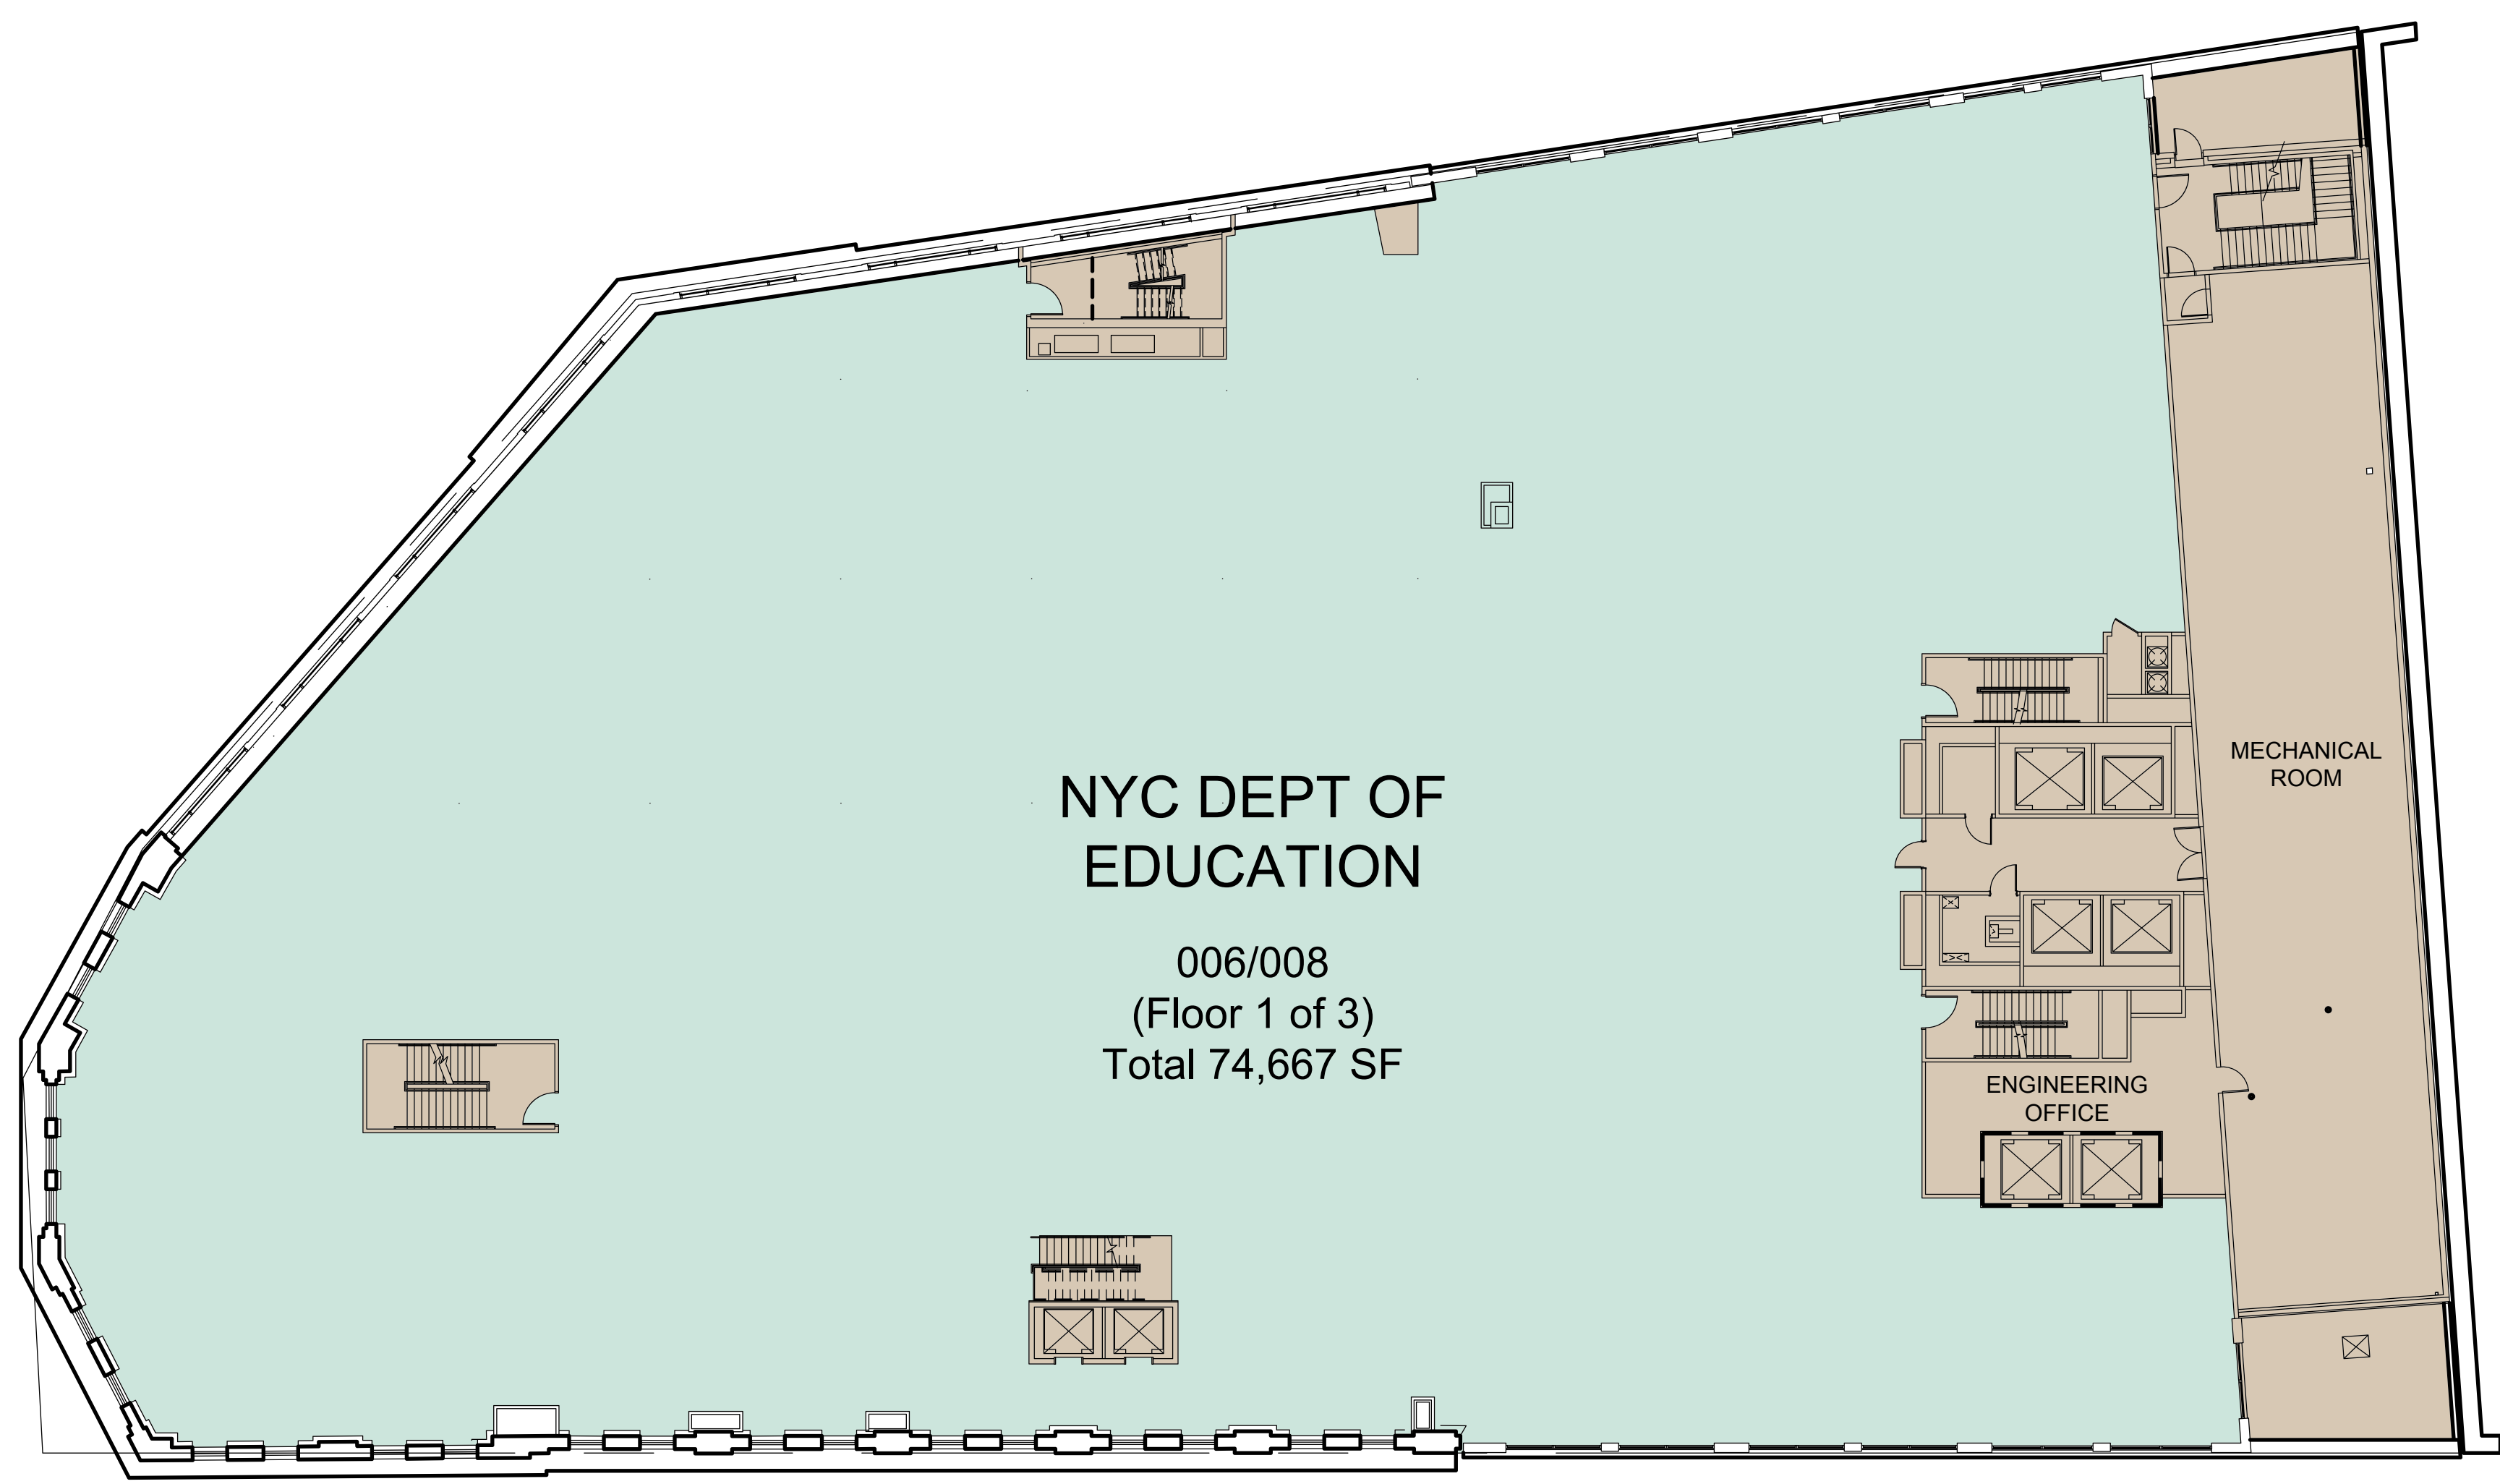 NYC DEPT OF
EDUCATION
006/008
(Floor 1 of 3)
Total 74,667 SF
MECHANICAL
ROOM
ENGINEERING
OFFICE